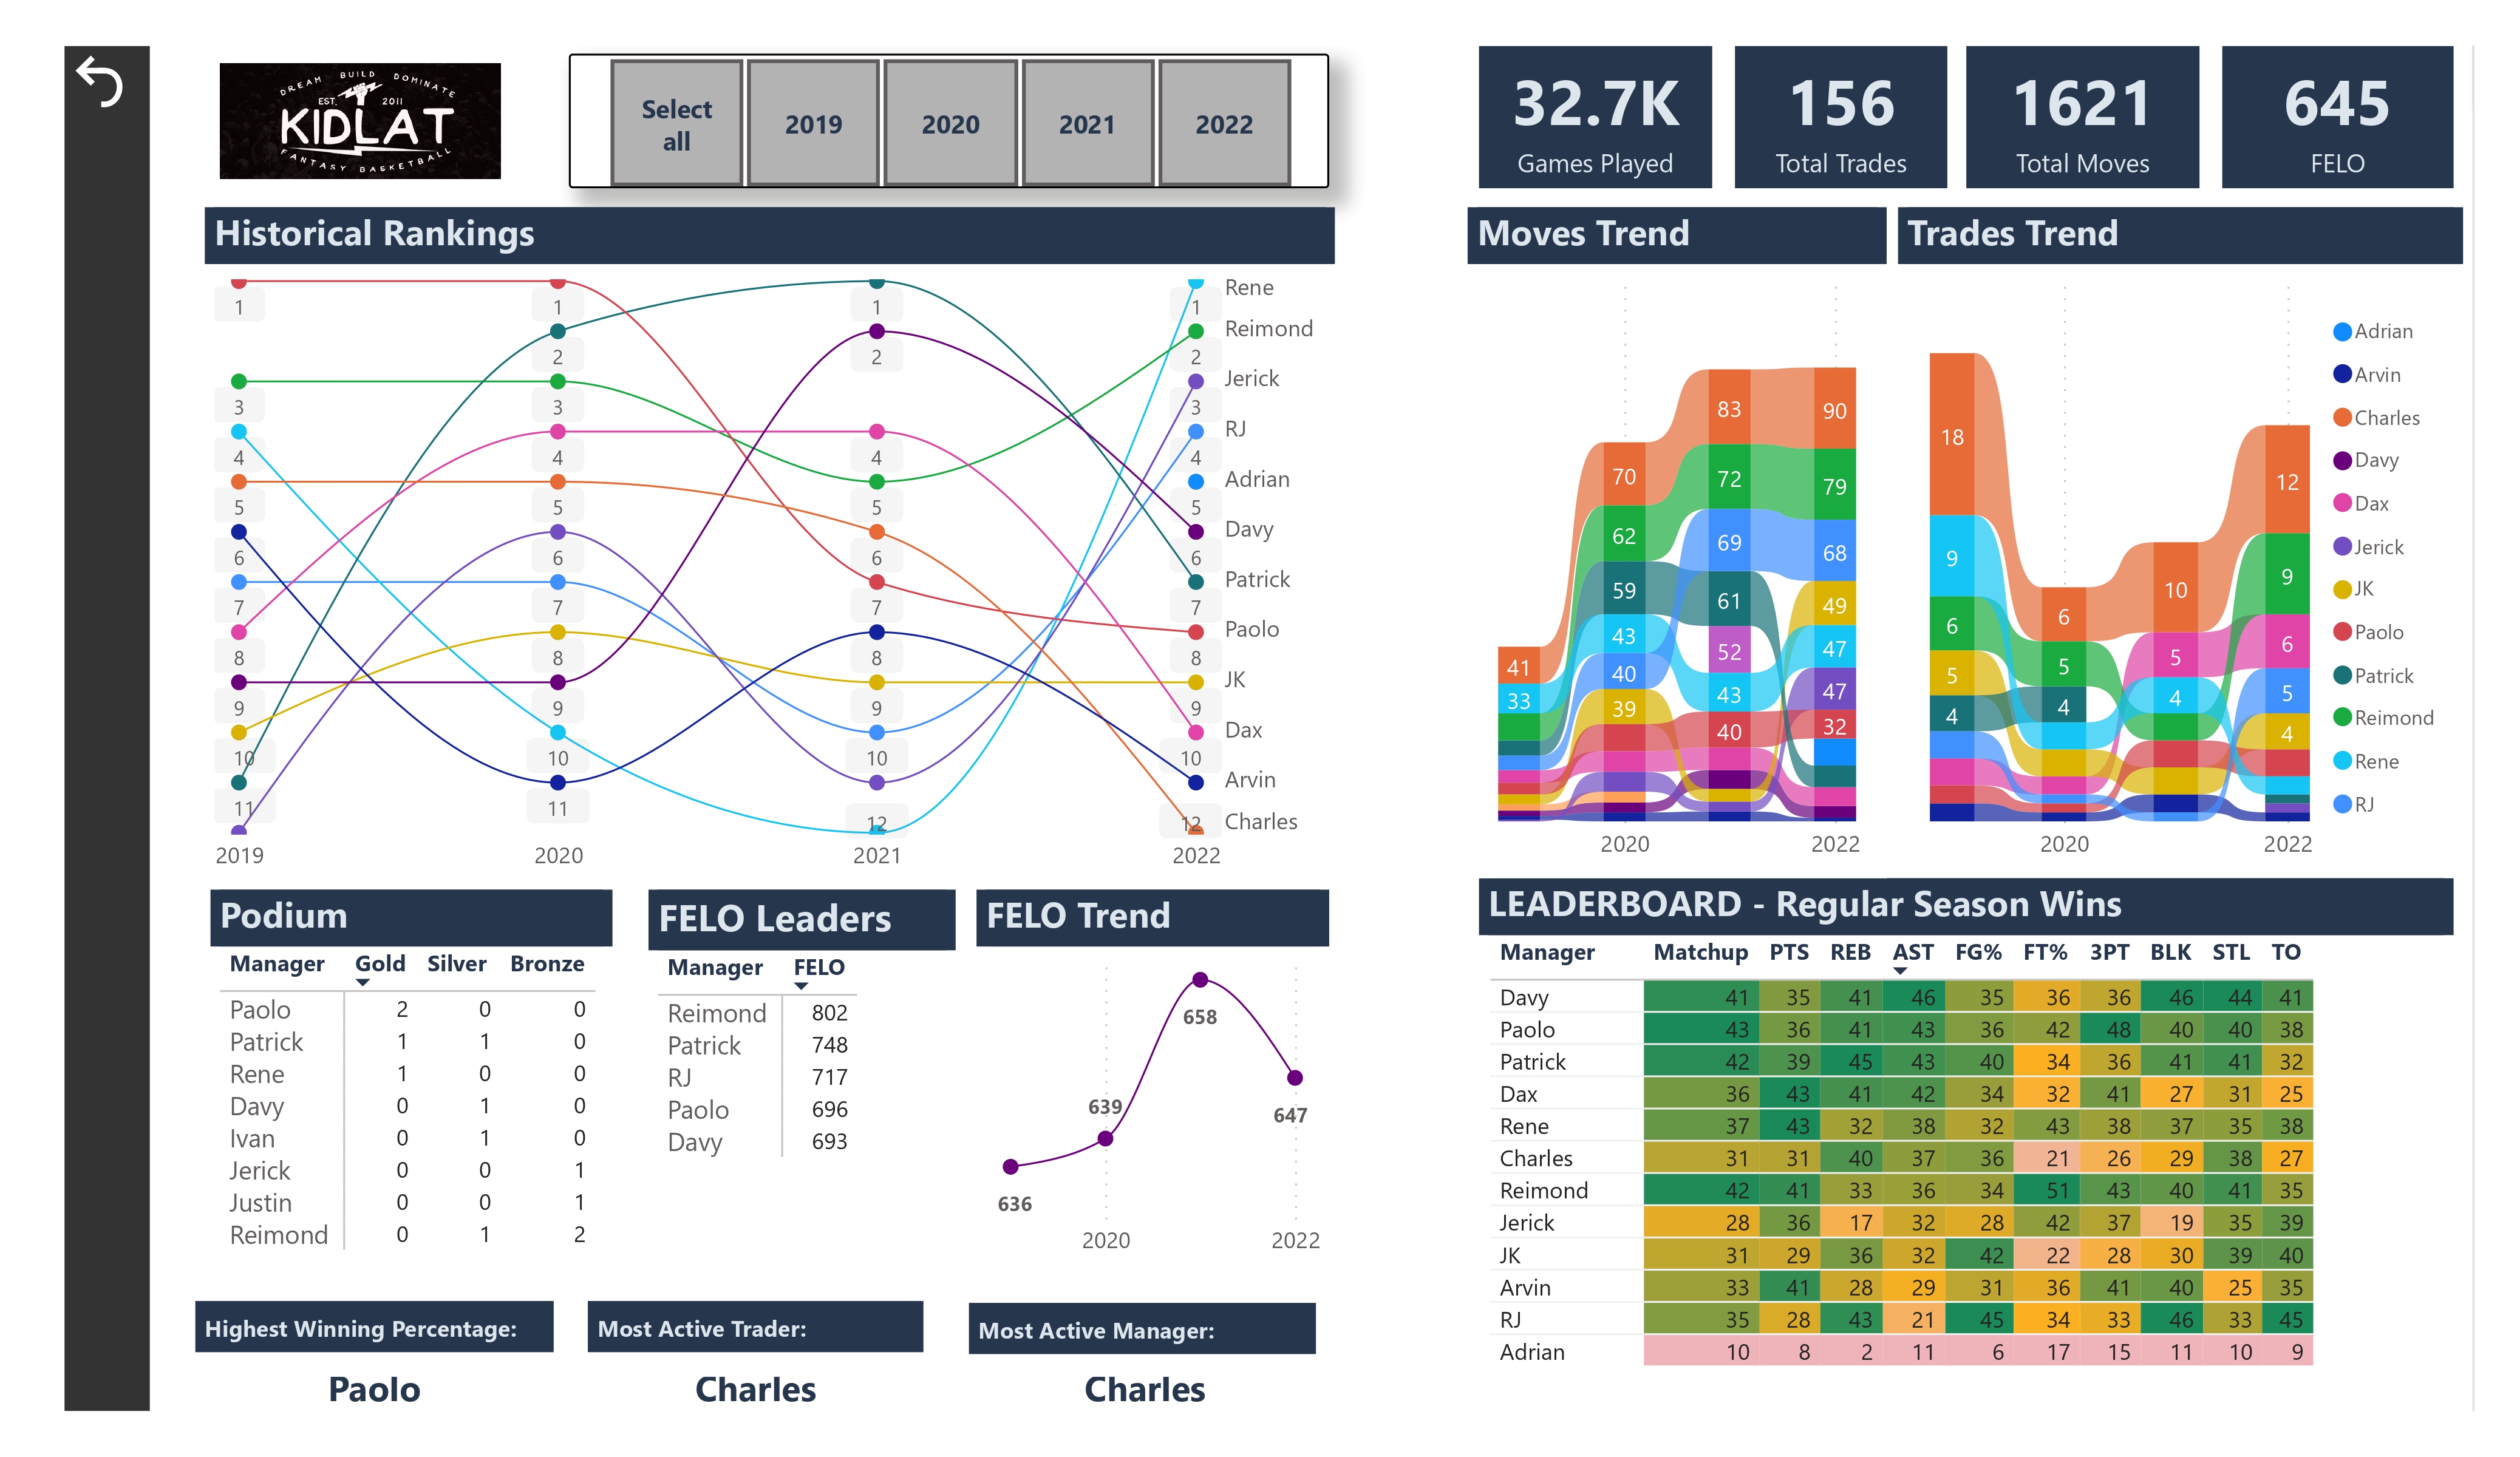 DREAM BUILD DOMINATE
EST. 2011
KIDLAT
FANTASY BASKETBALL
Select all
2019
2020
2021
2022
32.7K
Games Played
156
Total Trades
1621
Total Moves
645
FELO
Historical Rankings
1 1 1 1
2 2 2
3 3 3
4 4 4 4
5 5 5 5
6 6 6 6
7 7 7 7
8 8 8 8
9 9 9 9
10 10 10 10
11 11
12 12
Rene
Reimond
Jerick
RJ
Adrian
Davy
Patrick
Paolo
JK
Dax
Arvin
Charles
2019 2020 2021 2022
Moves Trend
41 33
70 62 59 43 40 39
83 72 69 61 52 43 40
90 79 68 49 47 47 32
2020 2022
Trades Trend
18 9 6 5 4
6 5 4
10 5 4
12 9 6 5 4
2020 2022
Adrian
Arvin
Charles
Davy
Dax
Jerick
JK
Paolo
Patrick
Reimond
Rene
RJ
Podium
Manager Gold Silver Bronze
Paolo 2 0 0
Patrick 1 1 0
Rene 1 0 0
Davy 0 1 0
Ivan 0 1 0
Jerick 0 0 1
Justin 0 0 1
Reimond 0 1 2
FELO Leaders
Manager FELO
Reimond 802
Patrick 748
RJ 717
Paolo 696
Davy 693
FELO Trend
636
639
658
647
2020 2022
LEADERBOARD - Regular Season Wins
Manager Matchup PTS REB AST FG% FT% 3PT BLK STL TO
Davy 41 35 41 46 35 36 36 46 44 41
Paolo 43 36 41 43 36 42 48 40 40 38
Patrick 42 39 45 43 40 34 36 41 41 32
Dax 36 43 41 42 34 32 41 27 31 25
Rene 37 43 32 38 32 43 38 37 35 38
Charles 31 31 40 37 36 21 26 29 38 27
Reimond 42 41 33 36 34 51 43 40 41 35
Jerick 28 36 17 32 28 42 37 19 35 39
JK 31 29 36 32 42 22 28 30 39 40
Arvin 33 41 28 29 31 36 41 40 25 35
RJ 35 28 43 21 45 34 33 46 33 45
Adrian 10 8 2 11 6 17 15 11 10 9
Highest Winning Percentage:
Paolo
Most Active Trader:
Charles
Most Active Manager:
Charles